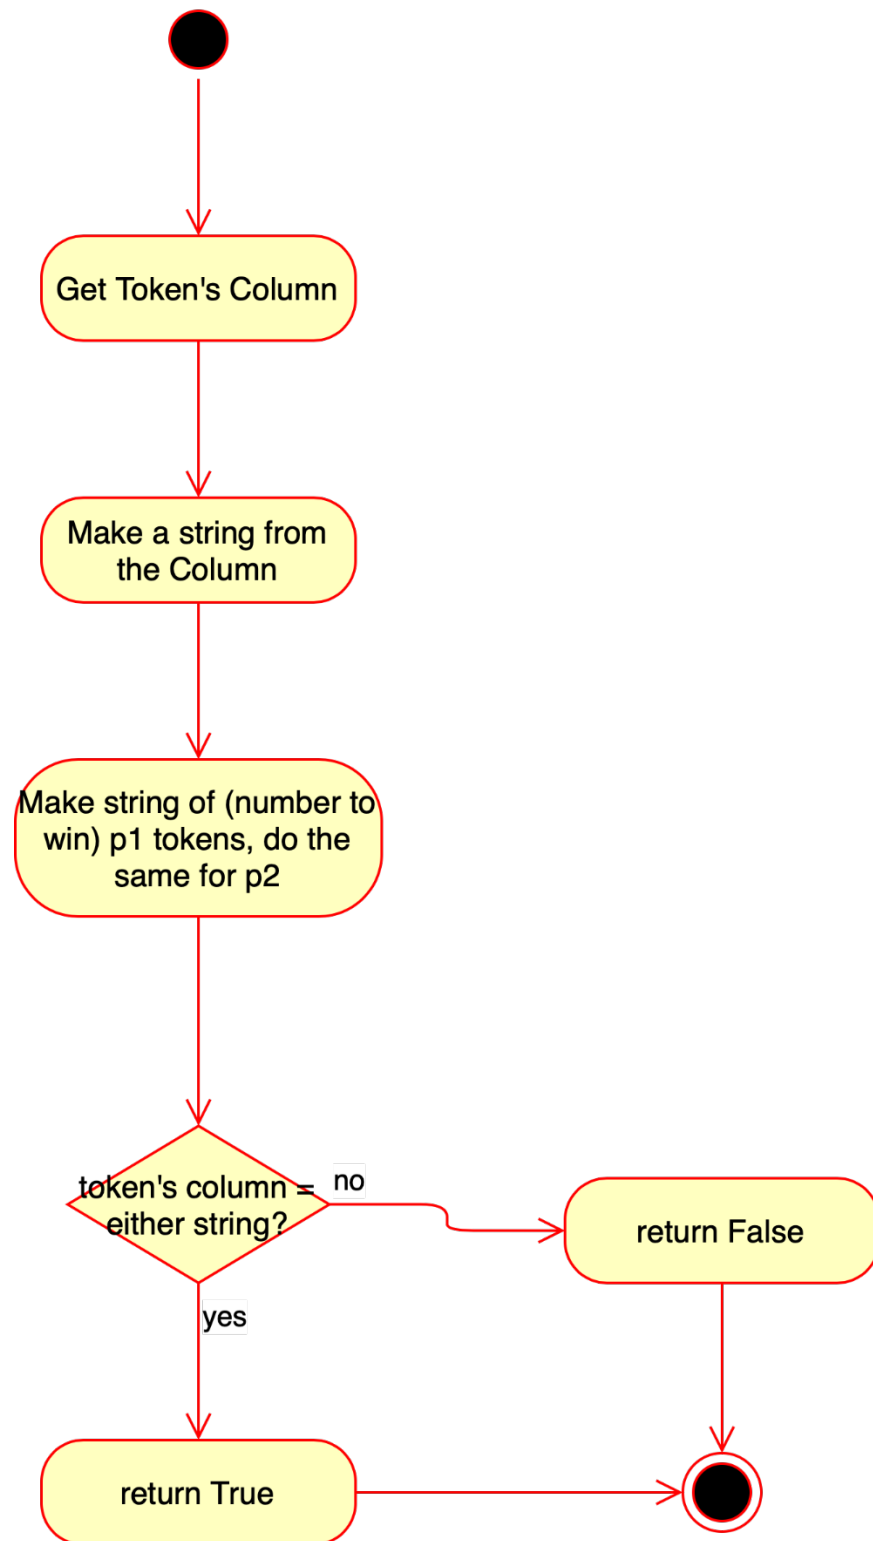 Get Token's Column
Make a string from
the Column
Make string of (number to
win) p1 tokens, do the
same for p2
token's column =
either string?
no
return False
yes
return True